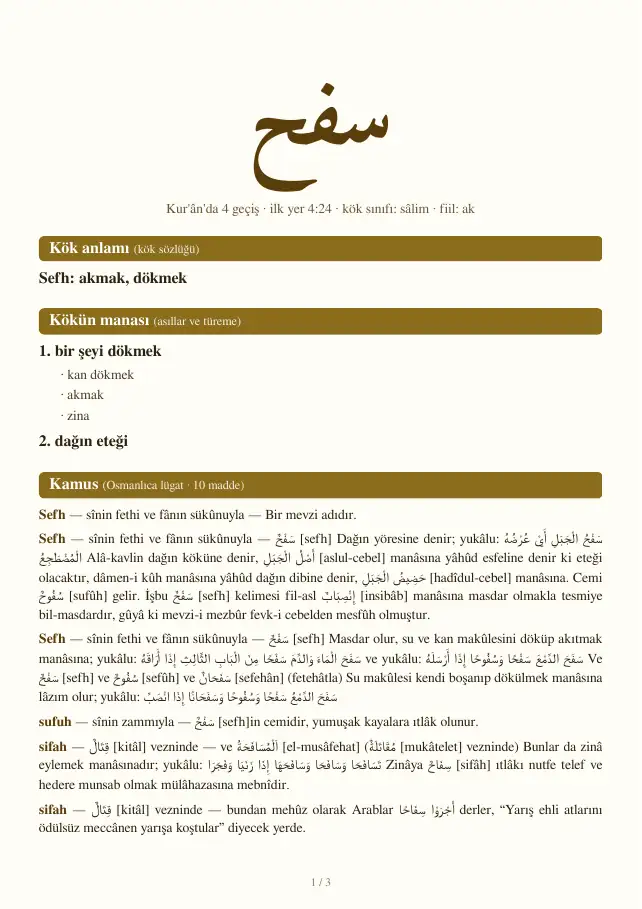 سفح
Kur'ân'da 4 geçiş · ilk yer 4:24 · kök sınıfı: sâlim · fiil: ak
Kök anlamı (kök sözlüğü)
Sefh: akmak, dökmek
Kökün manası (asıllar ve türeme)
1. bir şeyi dökmek
· kan dökmek
· akmak
· zina
2. dağın eteği
Kamus (Osmanlıca lügat · 10 madde)
Sefh — sînin fethi ve fânın sükûnuyla — Bir mevzi adıdır.
Sefh — sînin fethi ve fânın sükûnuyla — سَفْحٌ [sefh] Dağın yöresine denir; yukâlu: سَفْحُ الْجَبَلِ أَيْ عُرْضُهُ
الْمُضْطَجِعُ Alâ-kavlin dağın köküne denir, أَصْلُ الْجَبَلِ [aslul-cebel] manâsına yâhûd esfeline denir ki eteği
olacaktır, dâmen-i kûh manâsına yâhûd dağın dibine denir, حَضِيضُ الْجَبَلِ [hadîdul-cebel] manâsına. Cemi
سُفُوحٌ [sufûh] gelir. İşbu سَفْحٌ [sefh] kelimesi fil-asl إِنْصِبَابٌ [insibâb] manâsına masdar olmakla tesmiye
bil-masdardır, gûyâ ki mevzi-i mezbûr fevk-i cebelden mesfûh olmuştur.
Sefh — sînin fethi ve fânın sükûnuyla — سَفْحٌ [sefh] Masdar olur, su ve kan makûlesini döküp akıtmak
manâsına; yukâlu: سَفَحَ الْمَاءَ وَالدَّمَ سَفْحًا مِنَ الْبَابِ الثَّالِثِ إِذَا أَرَاقَهُ ve yukâlu: سَفَحَ الدَّمْعَ سَفْحًا وَسُفُوحًا إِذَا أَرْسَلَهُ Ve
سَفْحٌ [sefh] ve سُفُوحٌ [sefûh] ve سَفَحَانٌ [sefehân] (fetehâtla) Su makûlesi kendi boşanıp dökülmek manâsına
lâzım olur; yukâlu: سَفَحَ الدَّمْعُ سَفْحًا وَسُفُوحًا وَسَفَحَانًا إِذَا انْصَبَّ
sufuh — sînin zammıyla — سَفْحٌ [sefh]in cemidir, yumuşak kayalara ıtlâk olunur.
sifah — قِتَالٌ [kitâl] vezninde — ve اَلْمُسَافَحَةُ [el-musâfehat] (مُقَاتَلَةٌ [mukâtelet] vezninde) Bunlar da zinâ
eylemek manâsınadır; yukâlu: تَسَافَحَا وَسَافَحَا وَسَافَحَهَا إِذَا زَنَيَا وَفَجَرَا Zinâya سِفَاحٌ [sifâh] ıtlâkı nutfe telef ve
hedere munsab olmak mülâhazasına mebnîdir.
sifah — قِتَالٌ [kitâl] vezninde — bundan mehûz olarak Arablar أَجْرَوْا سِفَاحًا derler, “Yarış ehli atlarını
ödülsüz meccânen yarışa koştular” diyecek yerde.
1 / 3